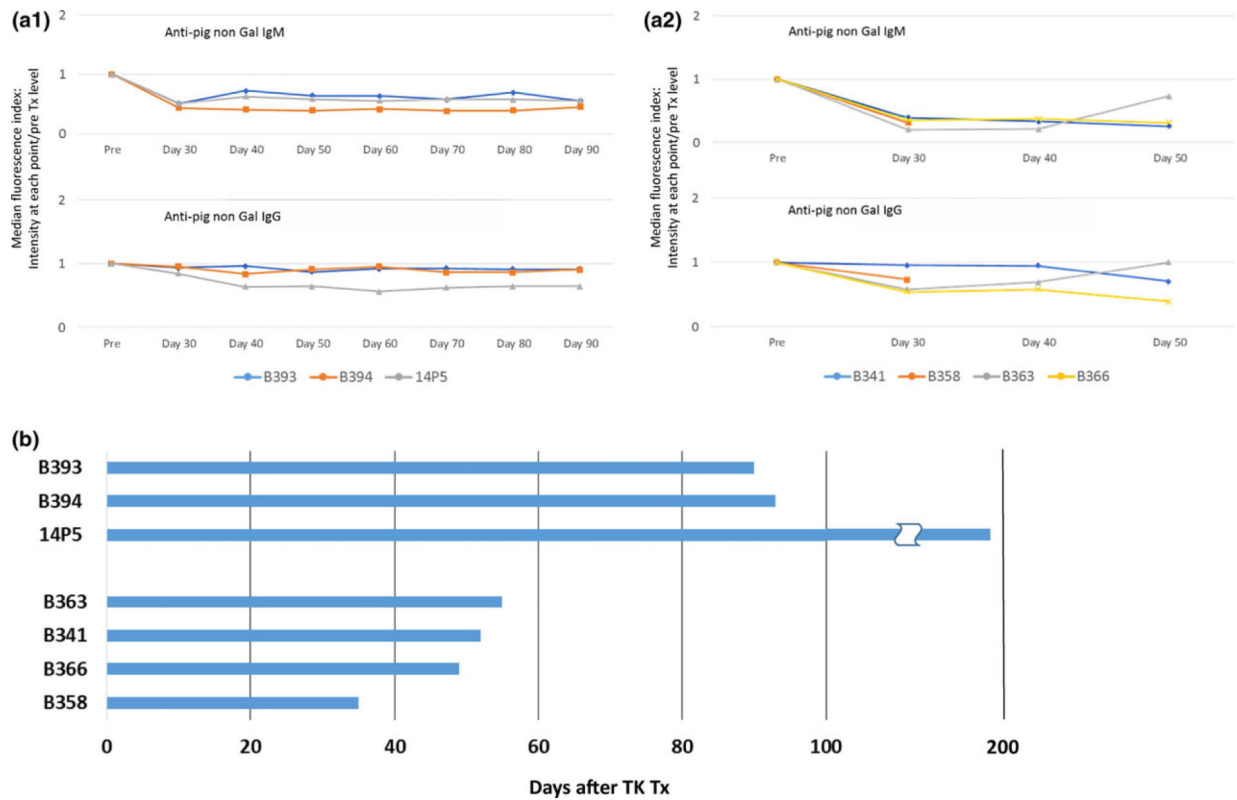 (a1)
Median fluorescence index:
Intensity at each point/pre Tx level
2
Anti-pig non Gal IgM
1
0
Pre Day 30 Day 40 Day 50 Day 60 Day 70 Day 80 Day 90
2
Anti-pig non Gal IgG
1
0
Pre Day 30 Day 40 Day 50 Day 60 Day 70 Day 80 Day 90
B393 B394 14P5
(a2)
Median fluorescence index:
Intensity at each point/pre Tx level
2
Anti-pig non Gal IgM
1
0
Pre Day 30 Day 40 Day 50
2
Anti-pig non Gal IgG
1
0
Pre Day 30 Day 40 Day 50
B341 B358 B363 B366
(b)
B393
B394
14P5
B363
B341
B366
B358
0 20 40 60 80 100 200
Days after TK Tx